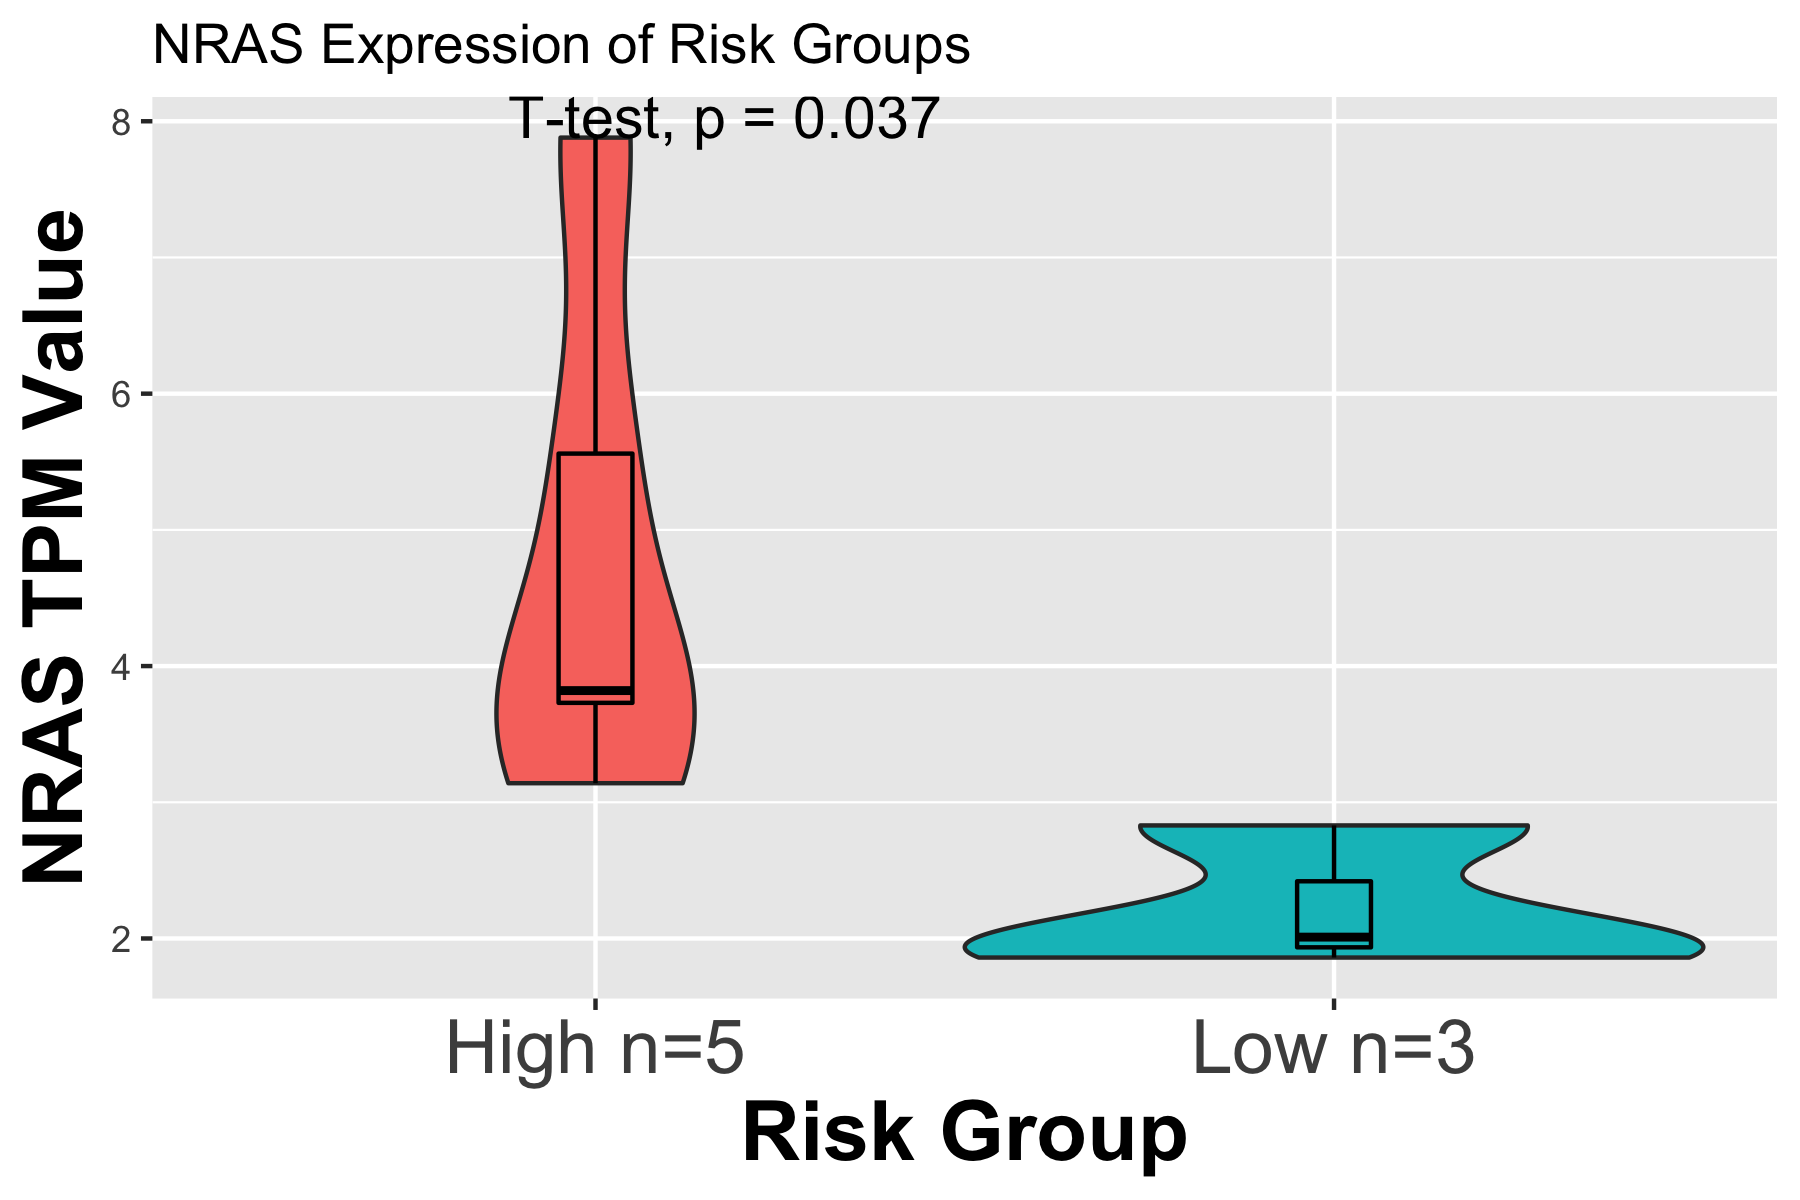 NRAS Expression of Risk Groups
T-test, p = 0.037
NRAS TPM Value
8
6
4
2
High n=5
Low n=3
Risk Group